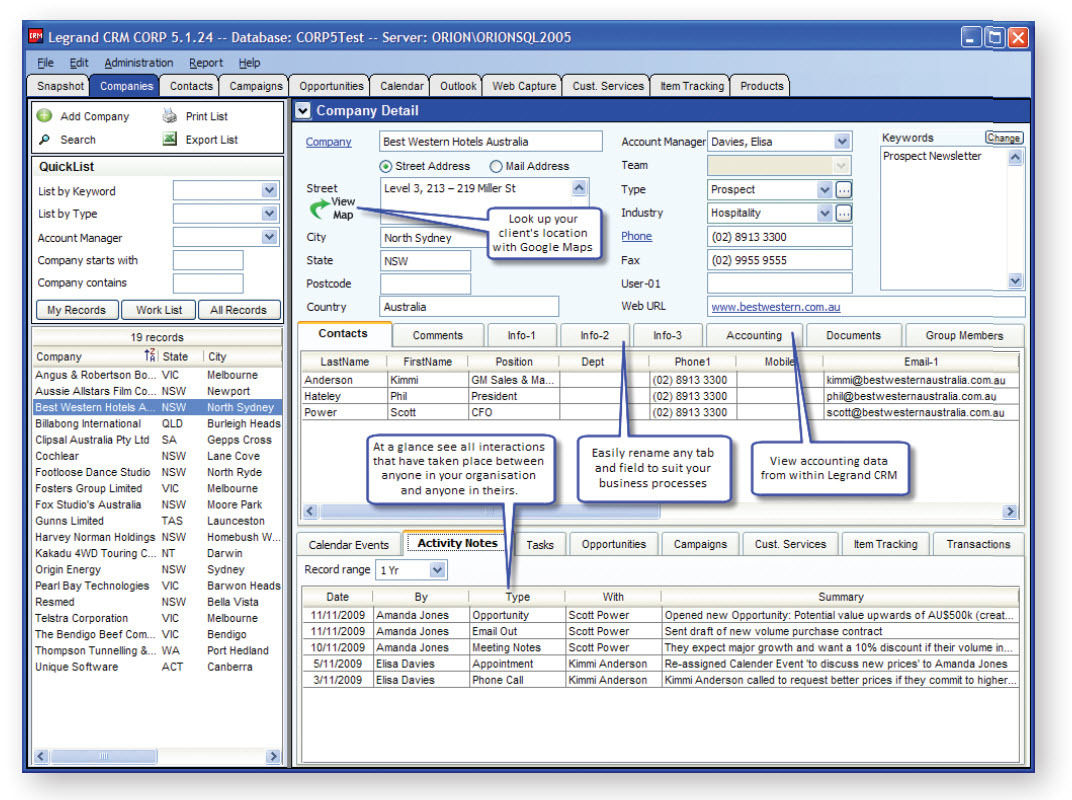 Legrand CRM CORP 5.1.24 -- Database: CORP5Test -- Server: ORION\ORIONSQL2005
File Edit Administration Report Help
Snapshot Companies Contacts Campaigns Opportunities Calendar Outlook Web Capture Cust. Services Item Tracking Products
Add Company Print List
Search Export List
QuickList
List by Keyword
List by Type
Account Manager
Company starts with
Company contains
My Records Work List All Records
19 records
Company State City
Angus & Robertson Bo... VIC Melbourne
Aussie Allstars Film Co... NSW Newport
Best Western Hotels A... NSW North Sydney
Billabong International QLD Burleigh Heads
Clipsal Australia Pty Ltd SA Gepps Cross
Cochlear NSW Lane Cove
Footloose Dance Studio NSW North Ryde
Fosters Group Limited VIC Melbourne
Fox Studio's Australia NSW Moore Park
Gunns Limited TAS Launceston
Harvey Norman Holdings NSW Homebush W...
Kakadu 4WD Touring C... NT Darwin
Origin Energy NSW Sydney
Pearl Bay Technologies VIC Barwon Heads
Resmed NSW Bella Vista
Telstra Corporation VIC Melbourne
The Bendigo Beef Com... VIC Bendigo
Thompson Tunnelling &... WA Port Hedland
Unique Software ACT Canberra
Company Detail
Company Best Western Hotels Australia
Street Address Mail Address
Street Level 3, 213 – 219 Miller St
View
Map
Look up your
client's location
with Google Maps
City North Sydney
State NSW
Postcode
Country Australia
Account Manager Davies, Elisa
Team
Type Prospect ...
Industry Hospitality ...
Phone (02) 8913 3300
Fax (02) 9955 9555
User-01
Web URL www.bestwestern.com.au
Keywords Change
Prospect Newsletter
Contacts Comments Info-1 Info-2 Info-3 Accounting Documents Group Members
LastName FirstName Position Dept Phone1 Mobile Email-1
Anderson Kimmi GM Sales & Ma... (02) 8913 3300 kimmi@bestwesternaustralia.com.au
Hateley Phil President (02) 8913 3300 phil@bestwesternaustralia.com.au
Power Scott CFO (02) 8913 3300 scott@bestwesternaustralia.com.au
At a glance see all interactions
that have taken place between
anyone in your organisation
and anyone in theirs.
Easily rename any tab
and field to suit your
business processes
View accounting data
from within Legrand CRM
Calendar Events Activity Notes Tasks Opportunities Campaigns Cust. Services Item Tracking Transactions
Record range 1 Yr
Date By Type With Summary
11/11/2009 Amanda Jones Opportunity Scott Power Opened new Opportunity: Potential value upwards of AU$500k (creat...
11/11/2009 Amanda Jones Email Out Scott Power Sent draft of new volume purchase contract
10/11/2009 Amanda Jones Meeting Notes Scott Power They expect major growth and want a 10% discount if their volume in...
5/11/2009 Elisa Davies Appointment Kimmi Anderson Re-assigned Calender Event 'to discuss new prices' to Amanda Jones
3/11/2009 Elisa Davies Phone Call Kimmi Anderson Kimmi Anderson called to request better prices if they commit to higher...